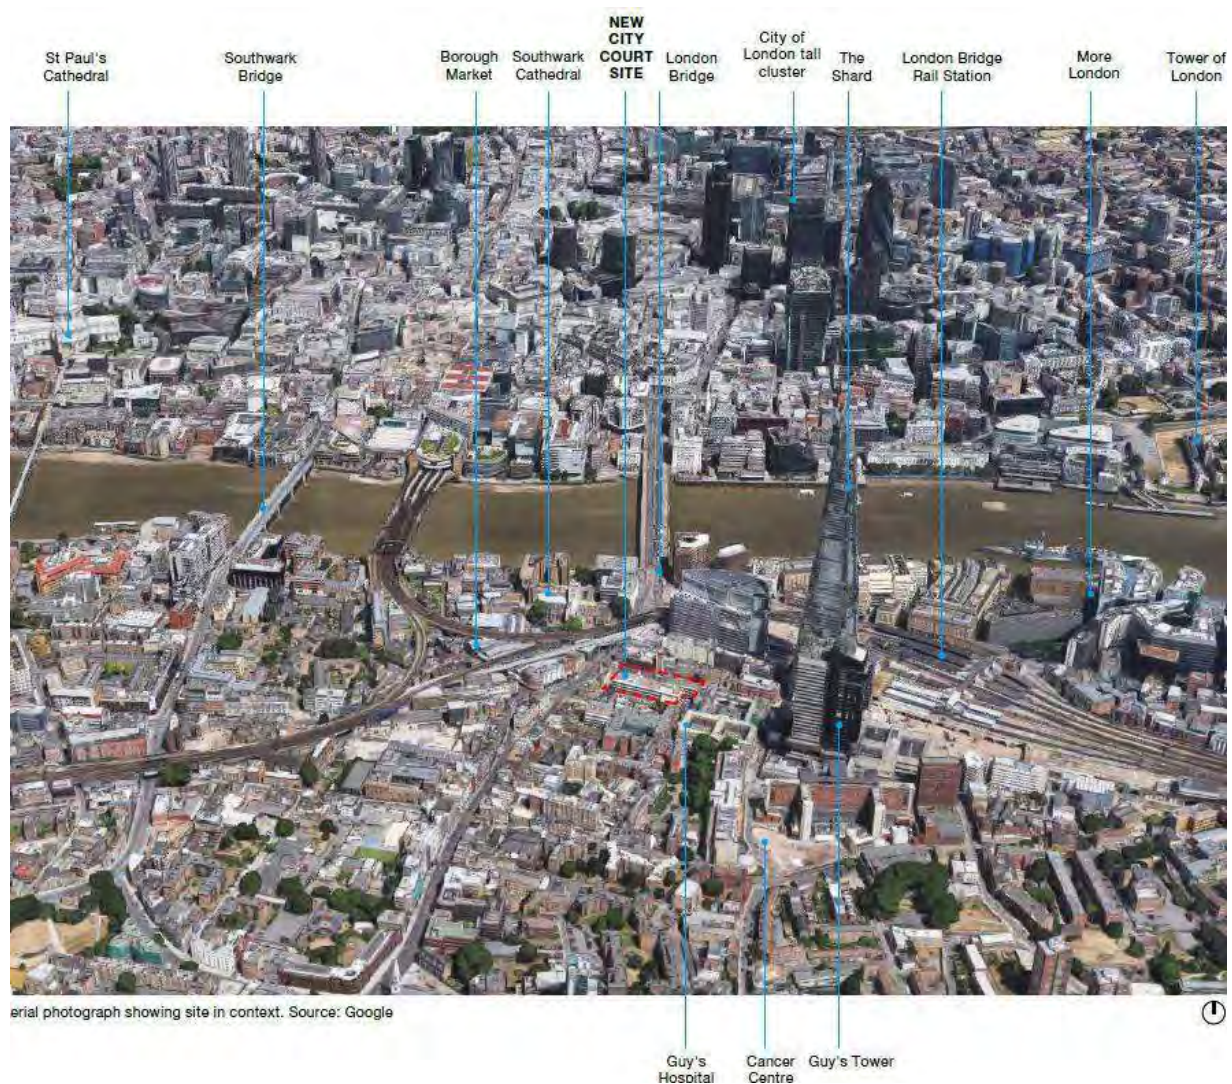 St Paul's
Cathedral
Southwark
Bridge
Borough
Market
Southwark
Cathedral
NEW
CITY
COURT
SITE
London
Bridge
City of
London tall
cluster
The
Shard
London Bridge
Rail Station
More
London
Tower of
London
erial photograph showing site in context. Source: Google
Guy's
Hospital
Cancer
Centre
Guy's Tower